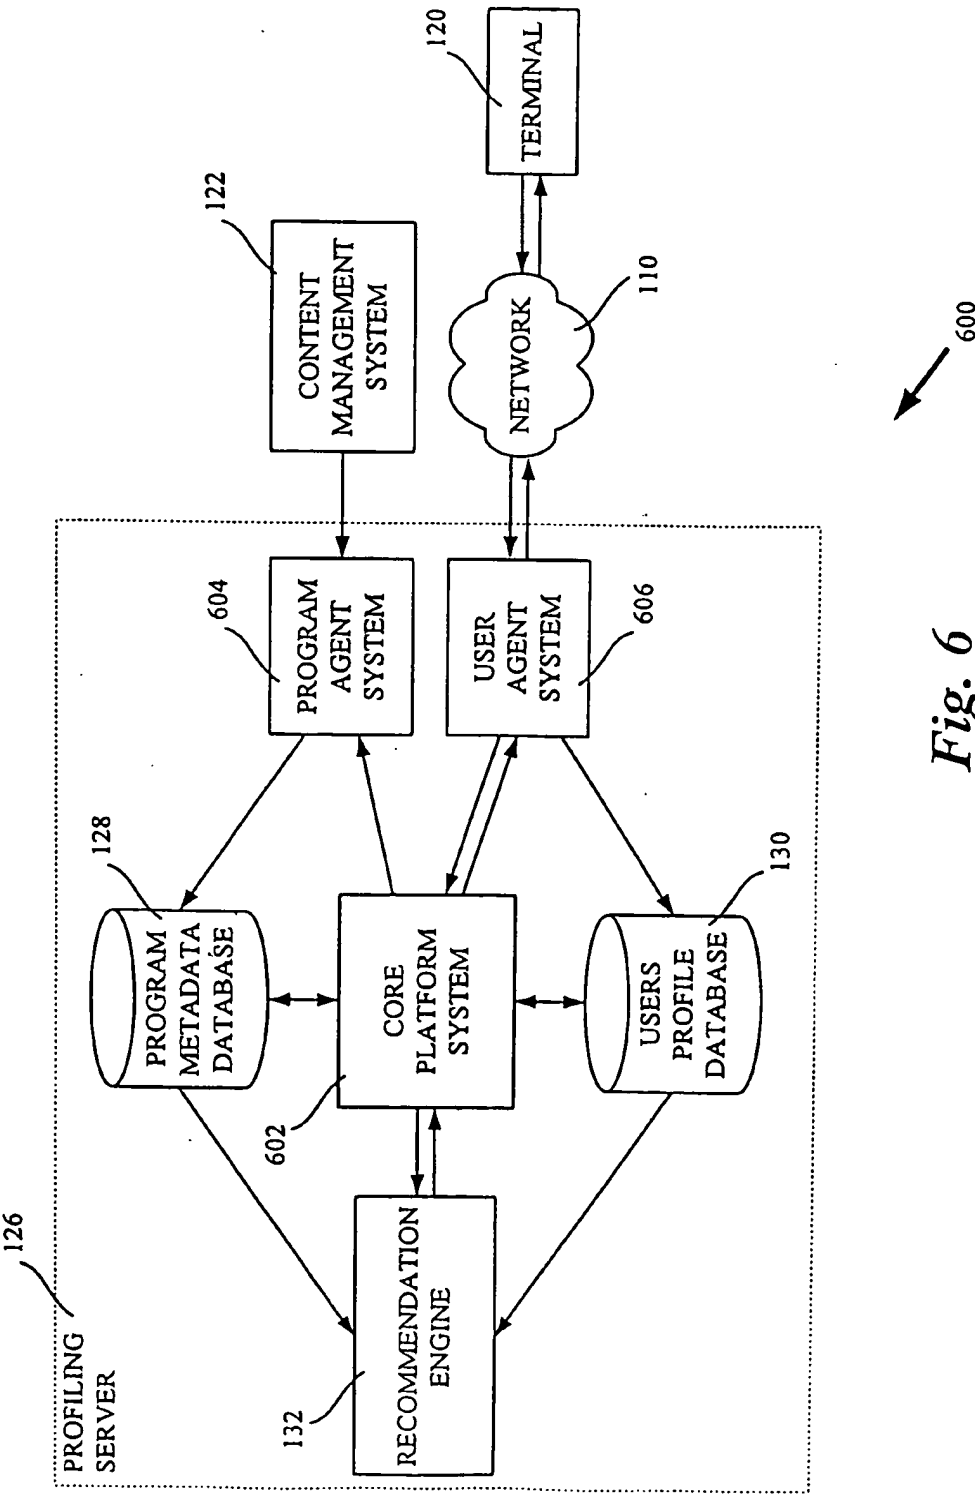 PROFILING
SERVER
126
PROGRAM
METADATA
DATABASE
128
PROGRAM
AGENT
SYSTEM
604
CONTENT
MANAGEMENT
SYSTEM
122
RECOMMENDATION
ENGINE
132
CORE
PLATFORM
SYSTEM
602
USER
AGENT
SYSTEM
606
NETWORK
110
TERMINAL
120
USERS
PROFILE
DATABASE
130
600
Fig. 6